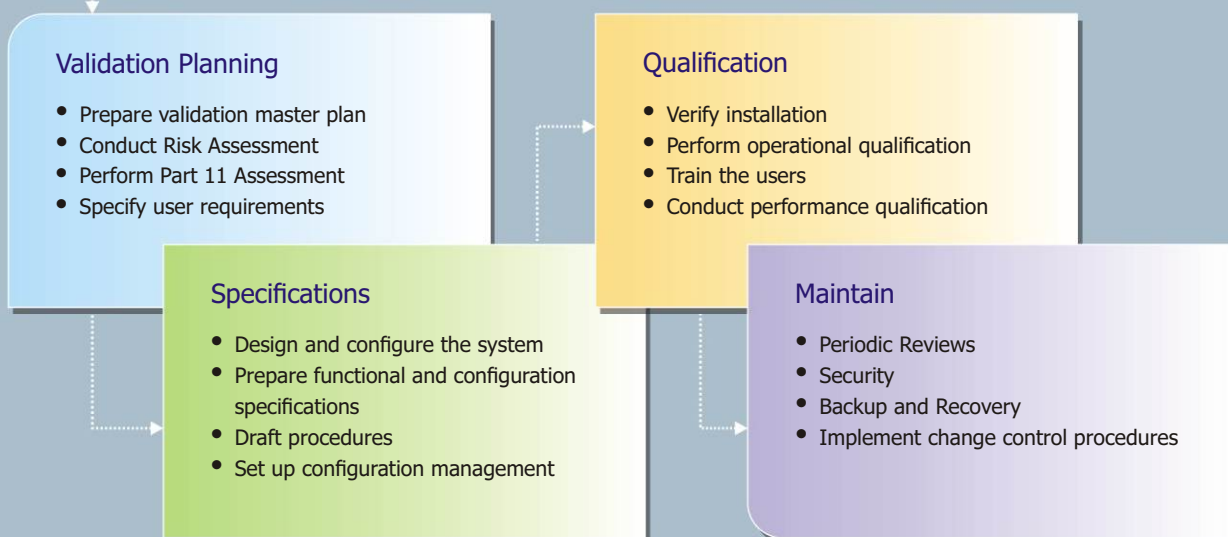 Validation Planning
• Prepare validation master plan
• Conduct Risk Assessment
• Perform Part 11 Assessment
• Specify user requirements
Specifications
• Design and configure the system
• Prepare functional and configuration
specifications
• Draft procedures
• Set up configuration management
Qualification
• Verify installation
• Perform operational qualification
• Train the users
• Conduct performance qualification
Maintain
• Periodic Reviews
• Security
• Backup and Recovery
• Implement change control procedures